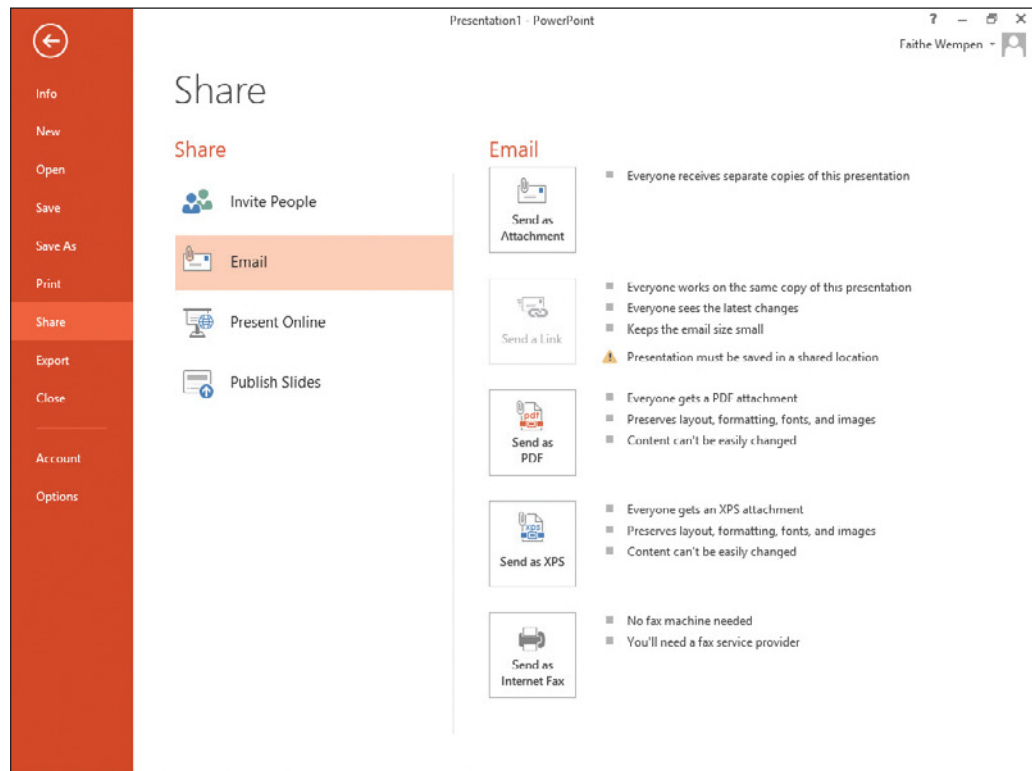 Presentation1 - PowerPoint
?
Faithe Wempen
Info
New
Open
Save
Save As
Print
Share
Export
Close
Account
Options
Share
Share
Invite People
Email
Present Online
Publish Slides
Email
Send as
Attachment
Everyone receives separate copies of this presentation
Send a Link
Everyone works on the same copy of this presentation
Everyone sees the latest changes
Keeps the email size small
Presentation must be saved in a shared location
pdf
Send as
PDF
Everyone gets a PDF attachment
Preserves layout, formatting, fonts, and images
Content can't be easily changed
xps
Send as XPS
Everyone gets an XPS attachment
Preserves layout, formatting, fonts, and images
Content can't be easily changed
Send as
Internet Fax
No fax machine needed
You'll need a fax service provider